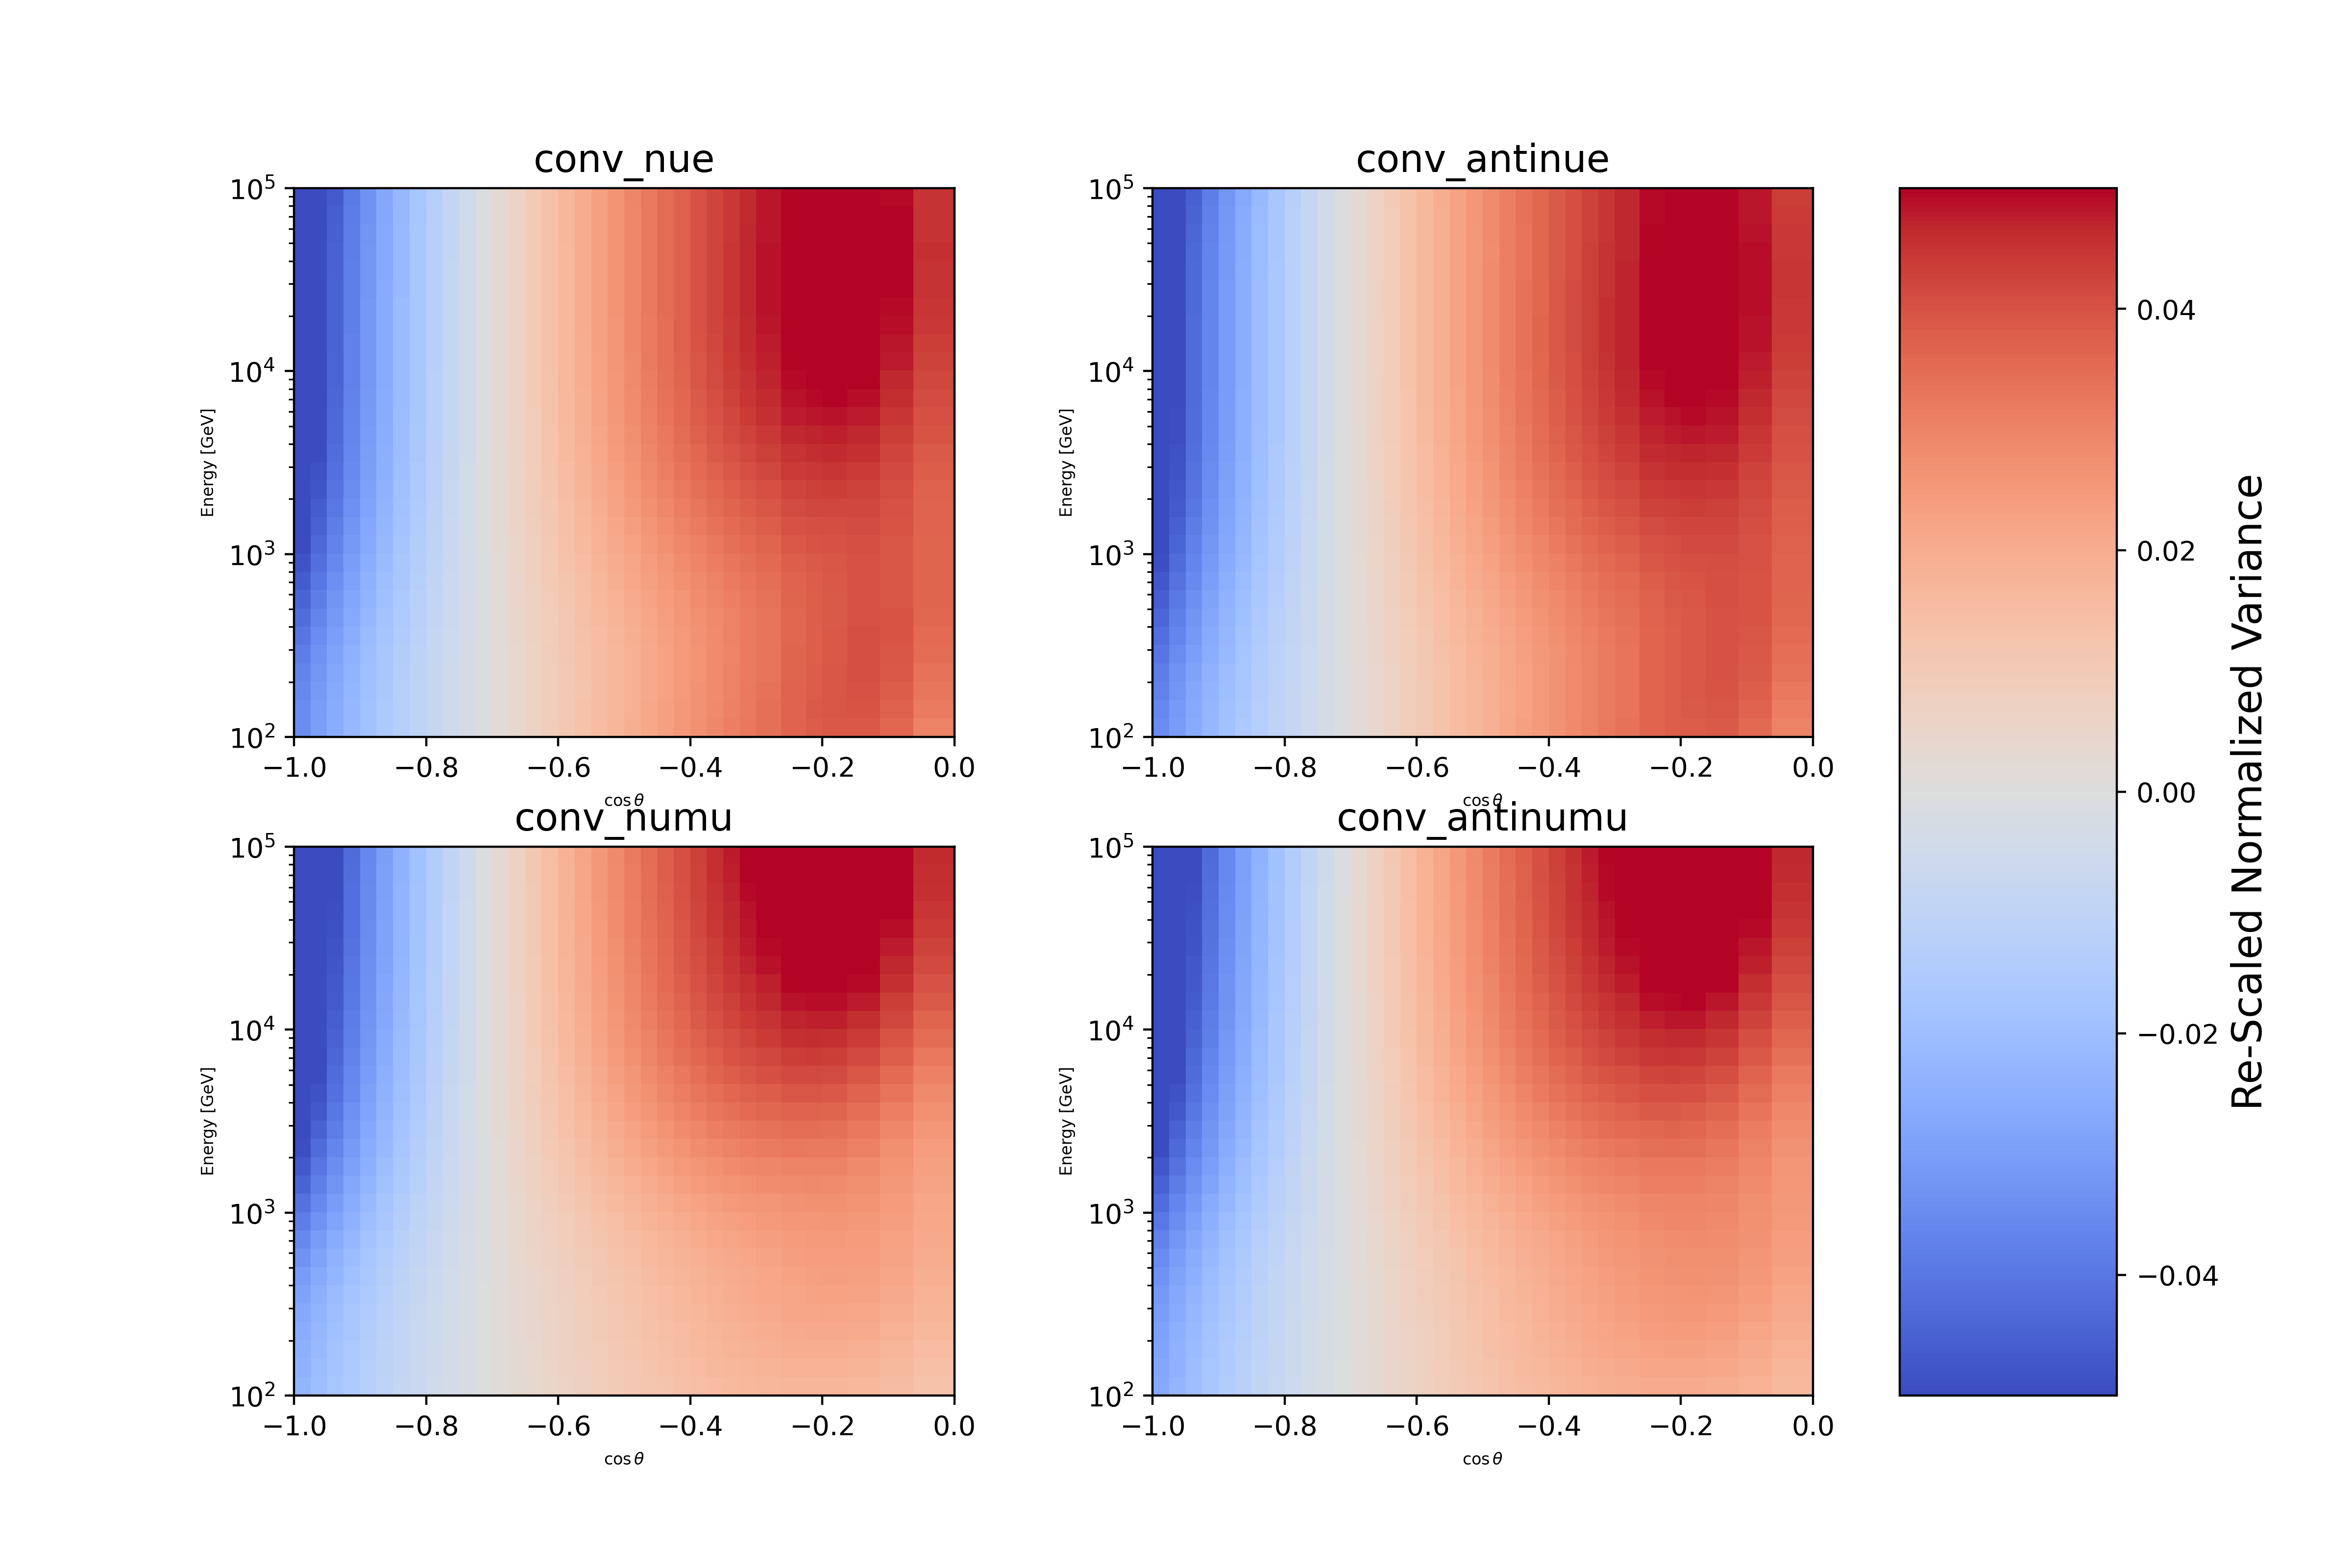 conv_nue
10^5
10^4
10^3
10^2
Energy [GeV]
−1.0 −0.8 −0.6 −0.4 −0.2 0.0
cos θ
conv_antinue
10^5
10^4
10^3
10^2
Energy [GeV]
−1.0 −0.8 −0.6 −0.4 −0.2 0.0
cos θ
conv_numu
10^5
10^4
10^3
10^2
Energy [GeV]
−1.0 −0.8 −0.6 −0.4 −0.2 0.0
cos θ
conv_antinumu
10^5
10^4
10^3
10^2
Energy [GeV]
−1.0 −0.8 −0.6 −0.4 −0.2 0.0
cos θ
0.04
0.02
0.00
−0.02
−0.04
Re-Scaled Normalized Variance